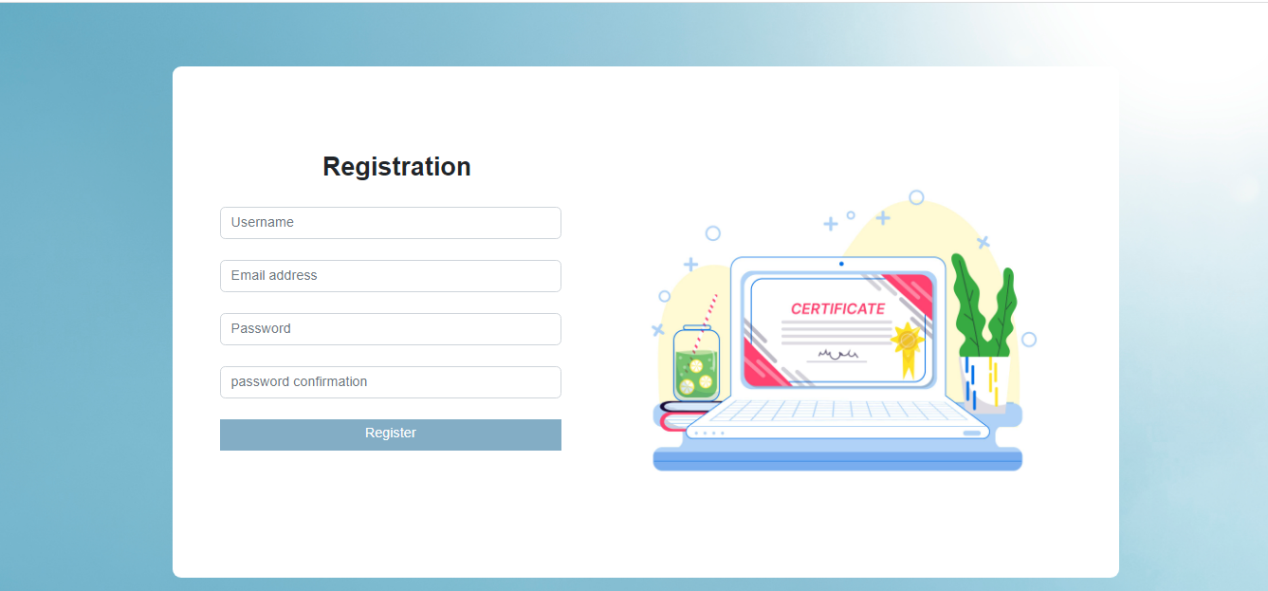 Registration
Username
Email address
Password
password confirmation
Register
CERTIFICATE